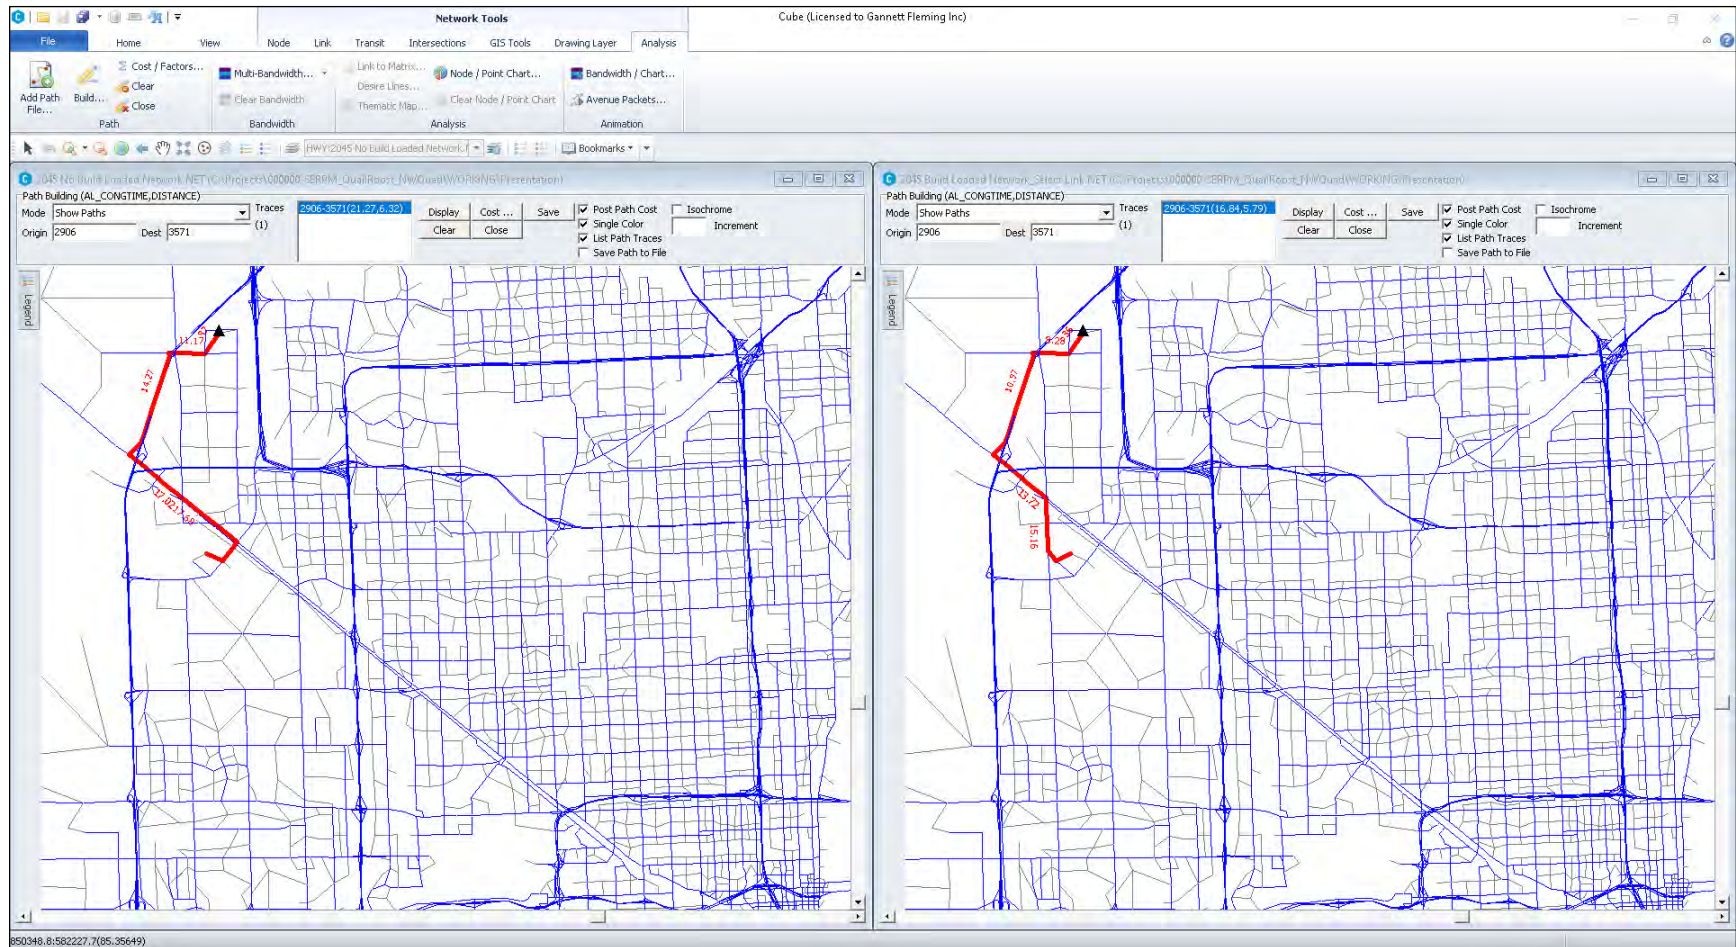 Network Tools
Cube (Licensed to Gannett Fleming Inc)
File Home View Node Link Transit Intersections GIS Tools Drawing Layer Analysis
Add Path File...
Build...
Cost / Factors...
Clear
Close
Path
Multi-Bandwidth...
Clear Bandwidth
Bandwidth
Link to Matrix...
Desire Lines...
Thematic Map...
Node / Point Chart...
Clear Node / Point Chart
Analysis
Bandwidth / Chart...
Avenue Packets...
Animation
HWY\2045 No Build Loaded Network.
Bookmarks
Path Building (AL_CONGTIME,DISTANCE)
Mode Show Paths
Origin 2906 Dest 3571
Traces
(1)
2906-3571(21.27,6.32)
Display Cost ... Save
Clear Close
Post Path Cost
Single Color
List Path Traces
Save Path to File
Isochrome
Increment
Legend
11.17
14.27
Path Building (AL_CONGTIME,DISTANCE)
Mode Show Paths
Origin 2906 Dest 3571
Traces
(1)
2906-3571(16.84,5.79)
Display Cost ... Save
Clear Close
Post Path Cost
Single Color
List Path Traces
Save Path to File
Isochrome
Increment
Legend
10.97
13.72
15.16
850348.8:582227.7(85.35649)